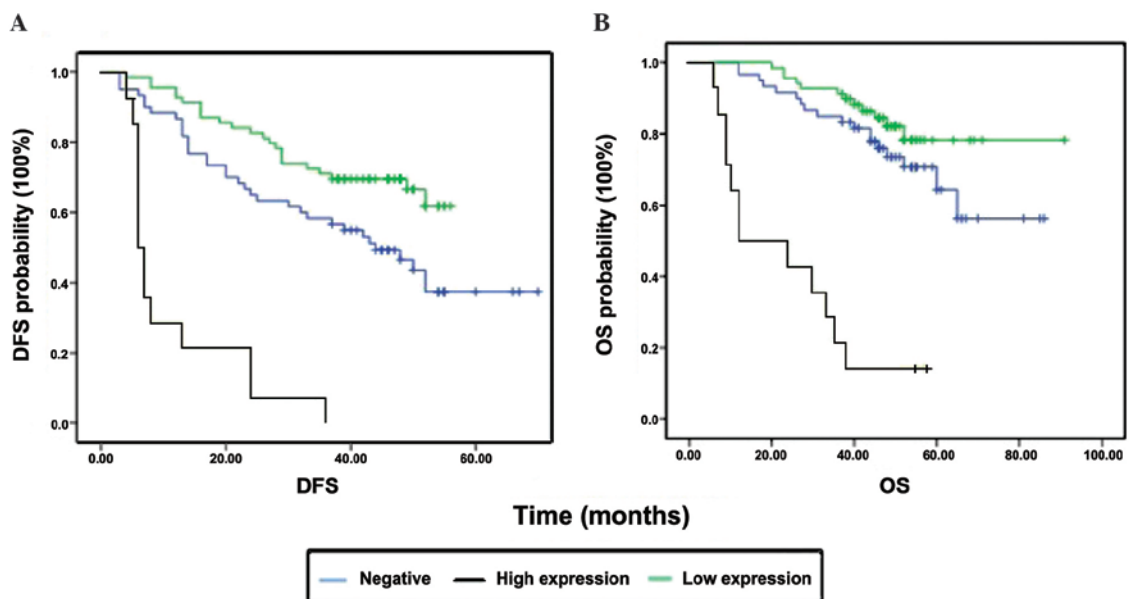 A
B
1.0
0.8
0.6
0.4
0.2
0.0
DFS probability (100%)
0.00 20.00 40.00 60.00
DFS
1.0
0.8
0.6
0.4
0.2
0.0
OS probability (100%)
0.00 20.00 40.00 60.00 80.00 100.00
OS
Time (months)
Negative High expression Low expression